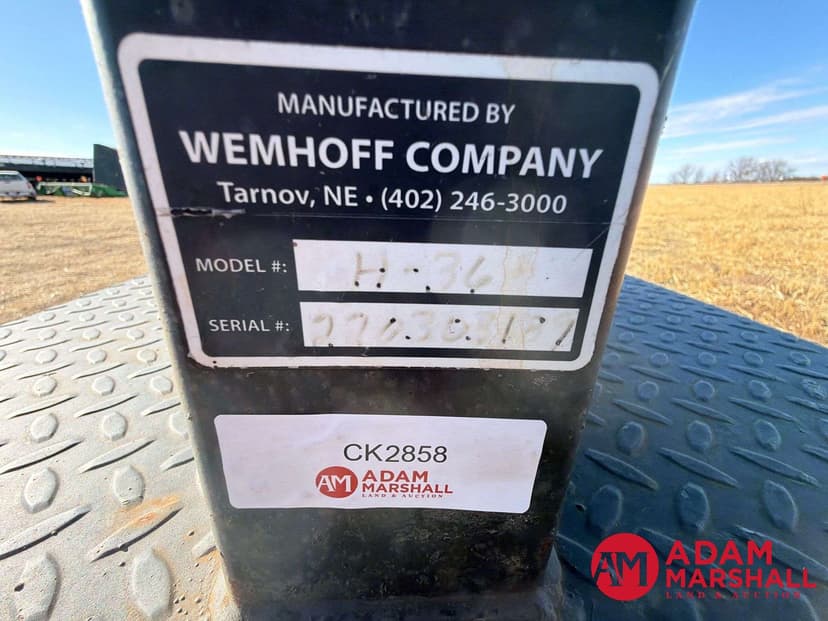 MANUFACTURED BY
WEMHOFF COMPANY
Tarnov, NE • (402) 246-3000
MODEL #: H-36
SERIAL #:
CK2858
AM ADAM
MARSHALL
LAND & AUCTION
AM ADAM
MARSHALL
LAND & AUCTION